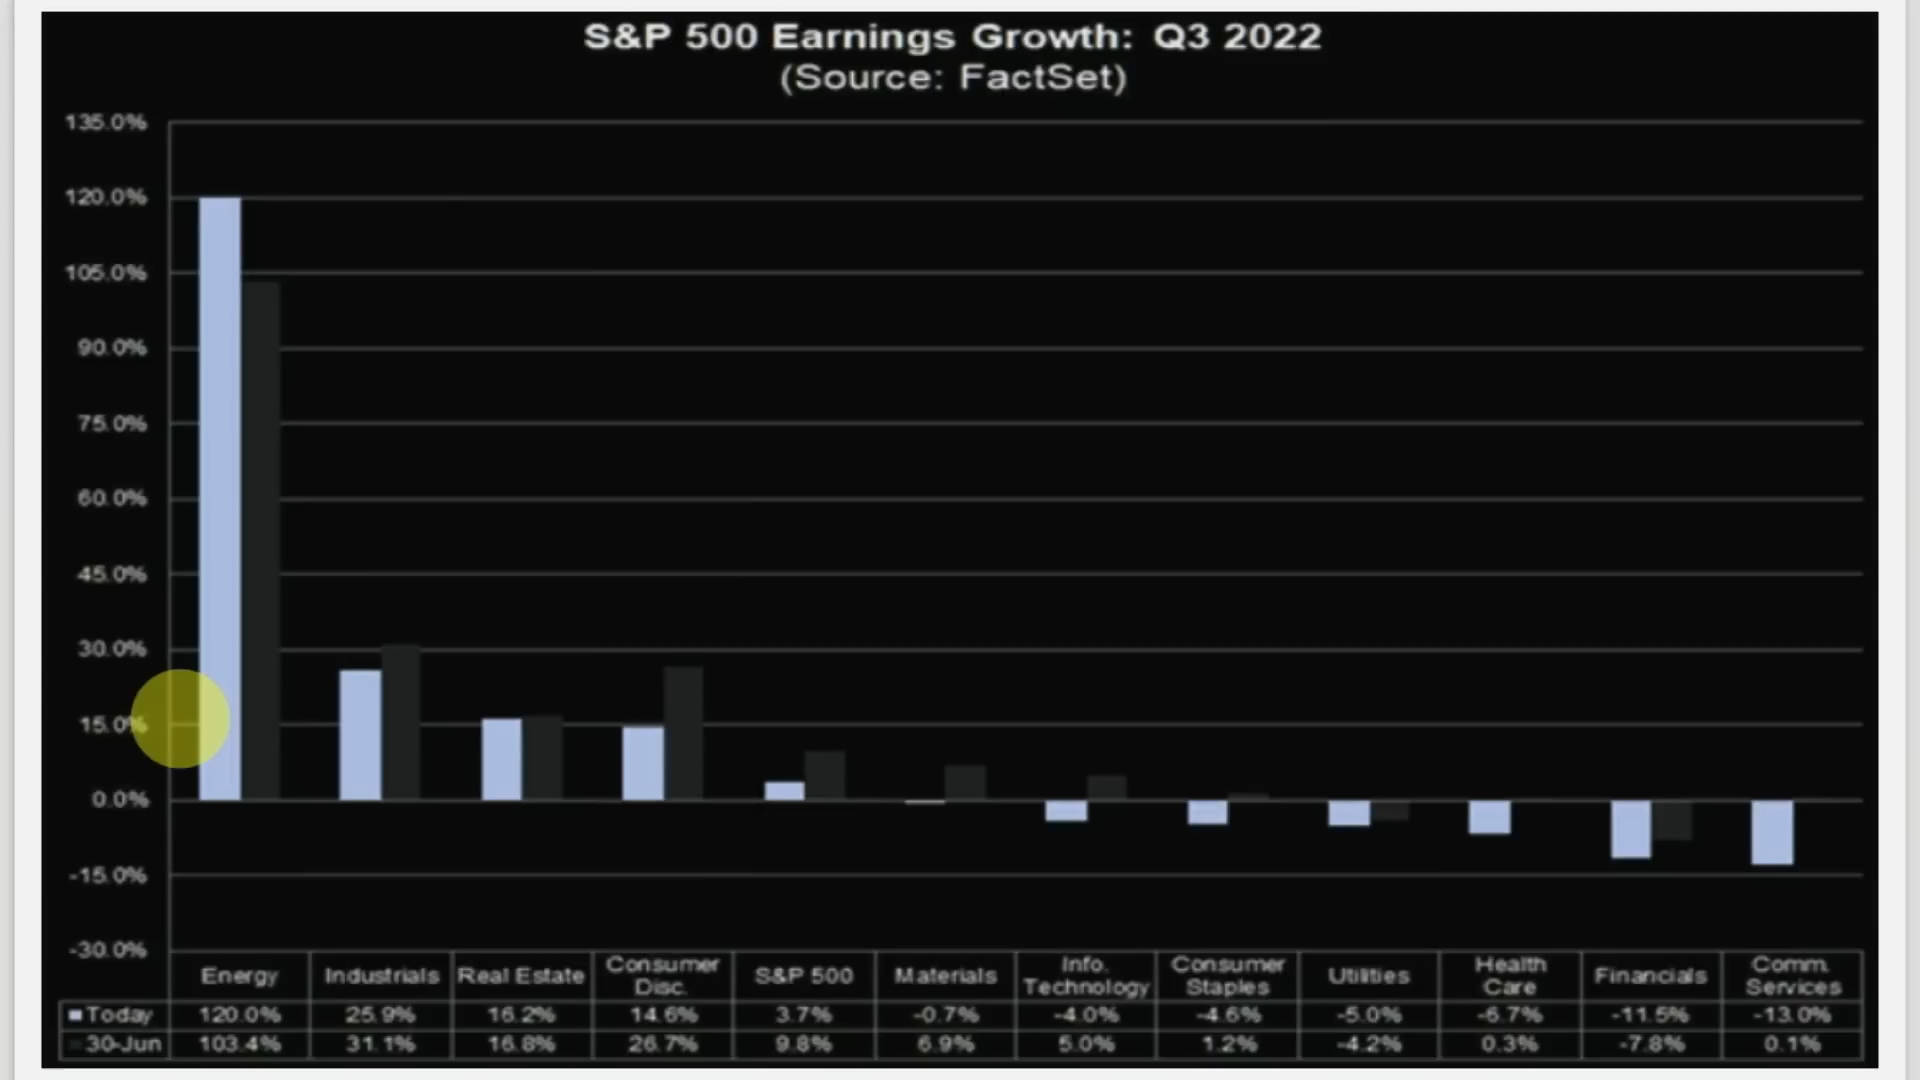 S&P 500 Earnings Growth: Q3 2022
(Source: FactSet)
135.0%
120.0%
105.0%
90.0%
75.0%
60.0%
45.0%
30.0%
15.0%
0.0%
-15.0%
-30.0%
Energy Industrials Real Estate Consumer Disc. S&P 500 Materials Info. Technology Consumer Staples Utilities Health Care Financials Comm. Services
Today 120.0% 25.9% 16.2% 14.6% 3.7% -0.7% -4.0% -4.6% -5.0% -6.7% -11.5% -13.0%
30-Jun 103.4% 31.1% 16.8% 26.7% 9.8% 6.9% 5.0% 1.2% -4.2% 0.3% -7.8% 0.1%